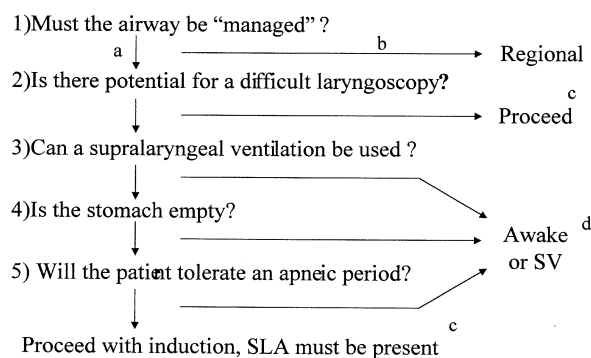 1)Must the airway be “managed” ?
a
b
Regional
2)Is there potential for a difficult laryngoscopy?
c
Proceed
3)Can a supralaryngeal ventilation be used ?
4)Is the stomach empty?
d
Awake
or SV
5) Will the patient tolerate an apneic period?
c
Proceed with induction, SLA must be present